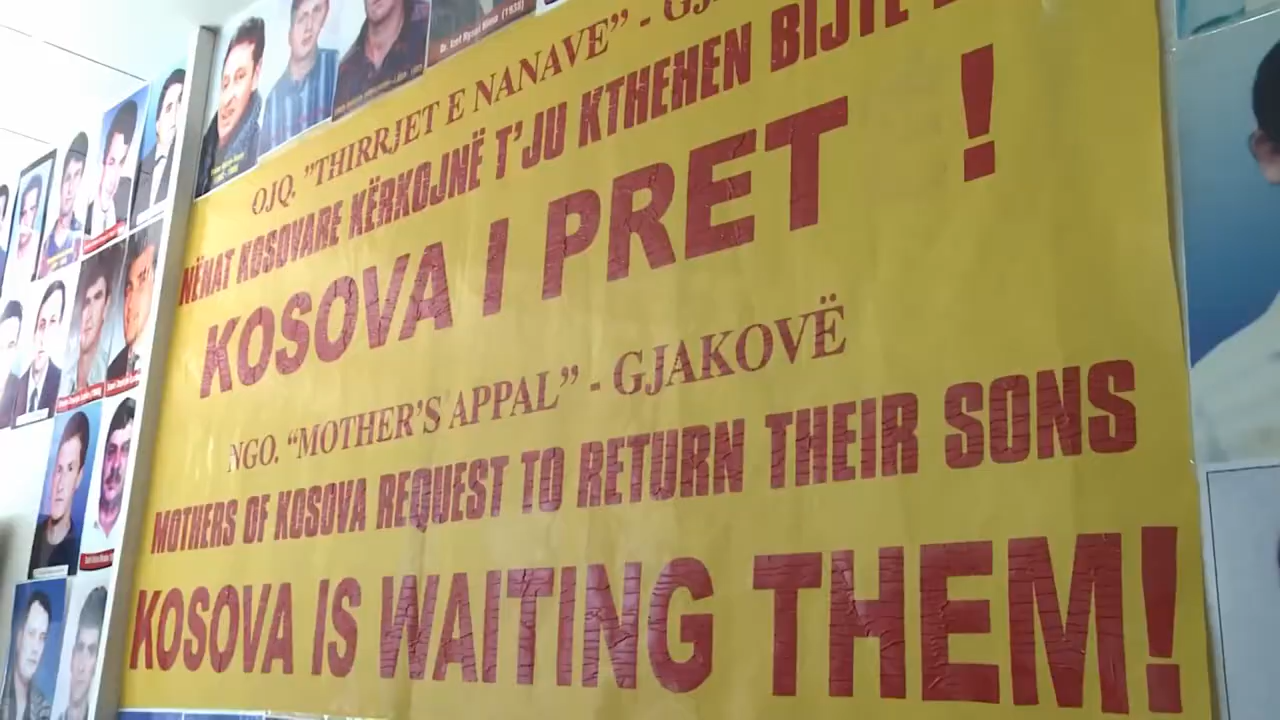 OJQ. "THIRRJET E NANAVE" -
NËNAT KOSOVARE KËRKOJNË T'JU KTHEHEN BIJTË
KOSOVA I PRET !
NGO. “MOTHER’S APPAL” - GJAKOVË
MOTHERS OF KOSOVA REQUEST TO RETURN THEIR SONS
KOSOVA IS WAITING THEM!